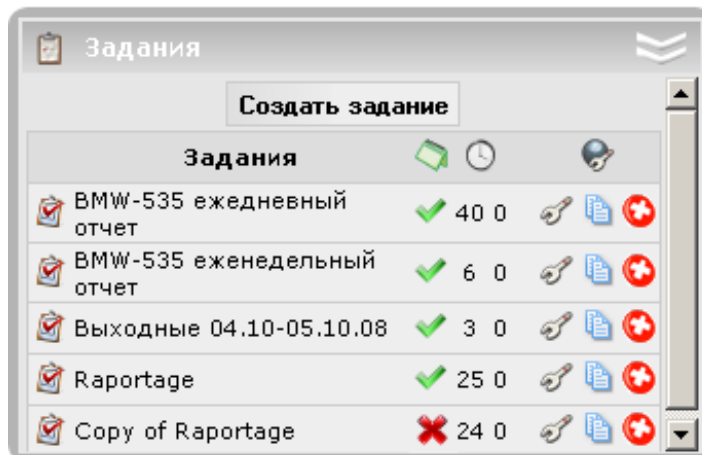 Задания
Создать задание
Задания
BMW-535 ежедневный
отчет 40 0
BMW-535 еженедельный
отчет 6 0
Выходные 04.10-05.10.08 3 0
Raportage 25 0
Copy of Raportage 24 0